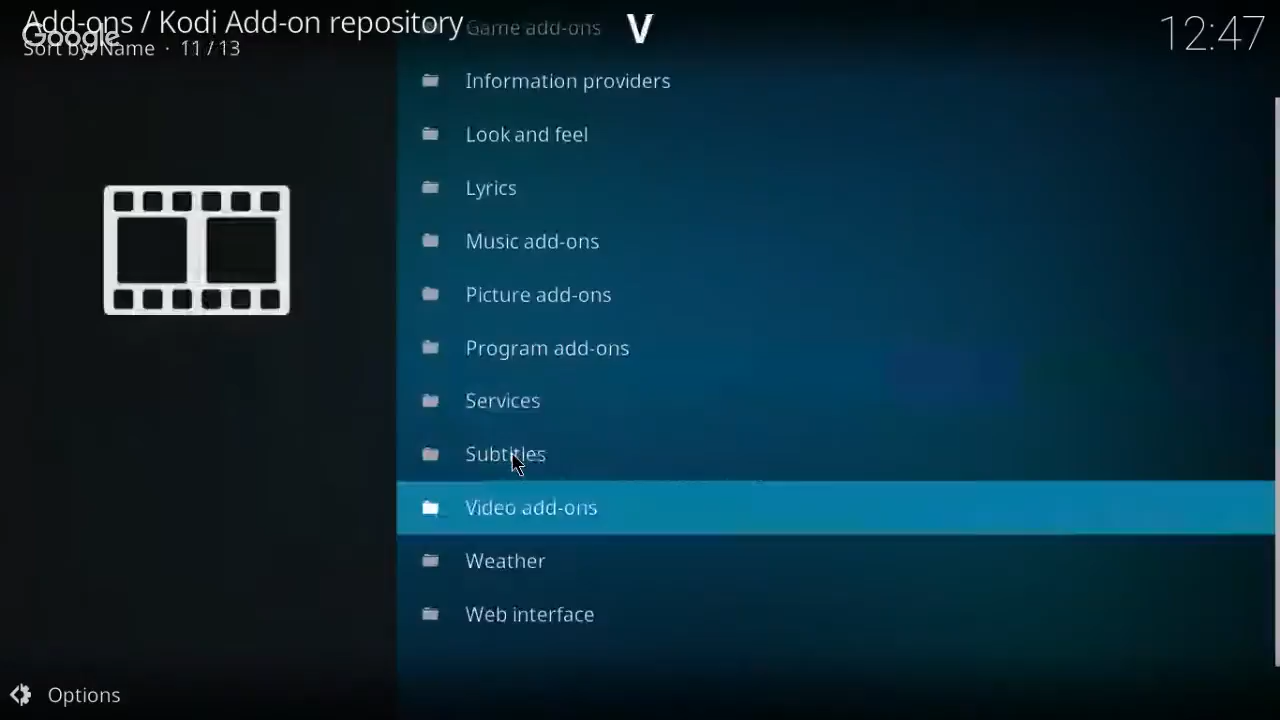 Add-ons / Kodi Add-on repository
Google
Sort by: Name · 11 / 13
V
12:47
Game add-ons
Information providers
Look and feel
Lyrics
Music add-ons
Picture add-ons
Program add-ons
Services
Subtitles
Video add-ons
Weather
Web interface
Options